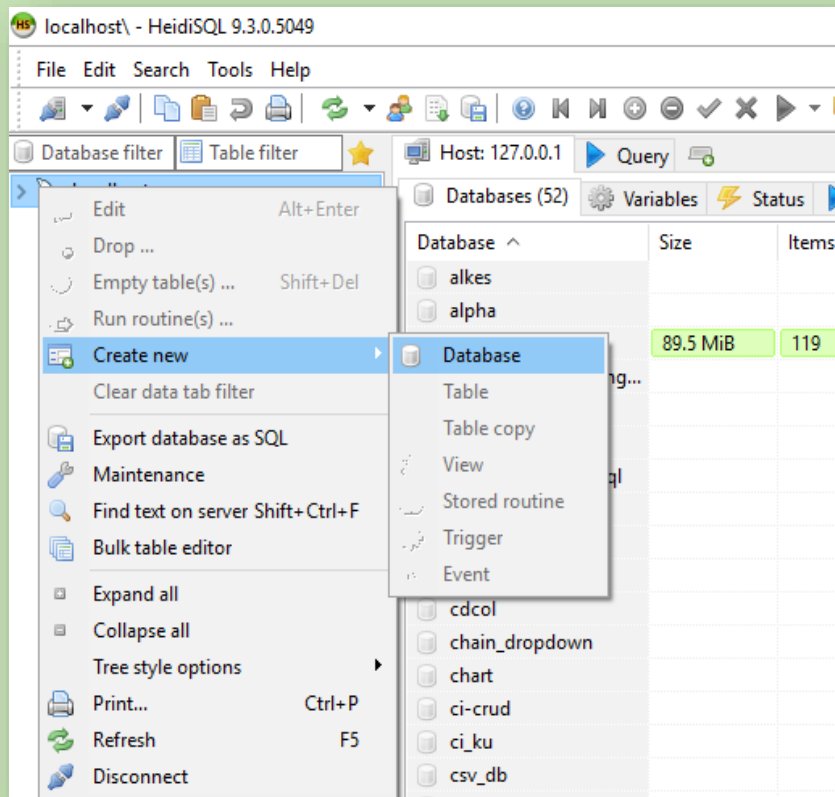 localhost\ - HeidiSQL 9.3.0.5049
File Edit Search Tools Help
Database filter Table filter
Host: 127.0.0.1 Query
Databases (52) Variables Status
Database Size Items
Edit Alt+Enter
Drop ...
Empty table(s) ... Shift+Del
Run routine(s) ...
Create new
Clear data tab filter
Export database as SQL
Maintenance
Find text on server Shift+Ctrl+F
Bulk table editor
Expand all
Collapse all
Tree style options
Print... Ctrl+P
Refresh F5
Disconnect
Database
Table
Table copy
View
Stored routine
Trigger
Event
alkes
alpha
89.5 MiB 119
cdcol
chain_dropdown
chart
ci-crud
ci_ku
csv_db